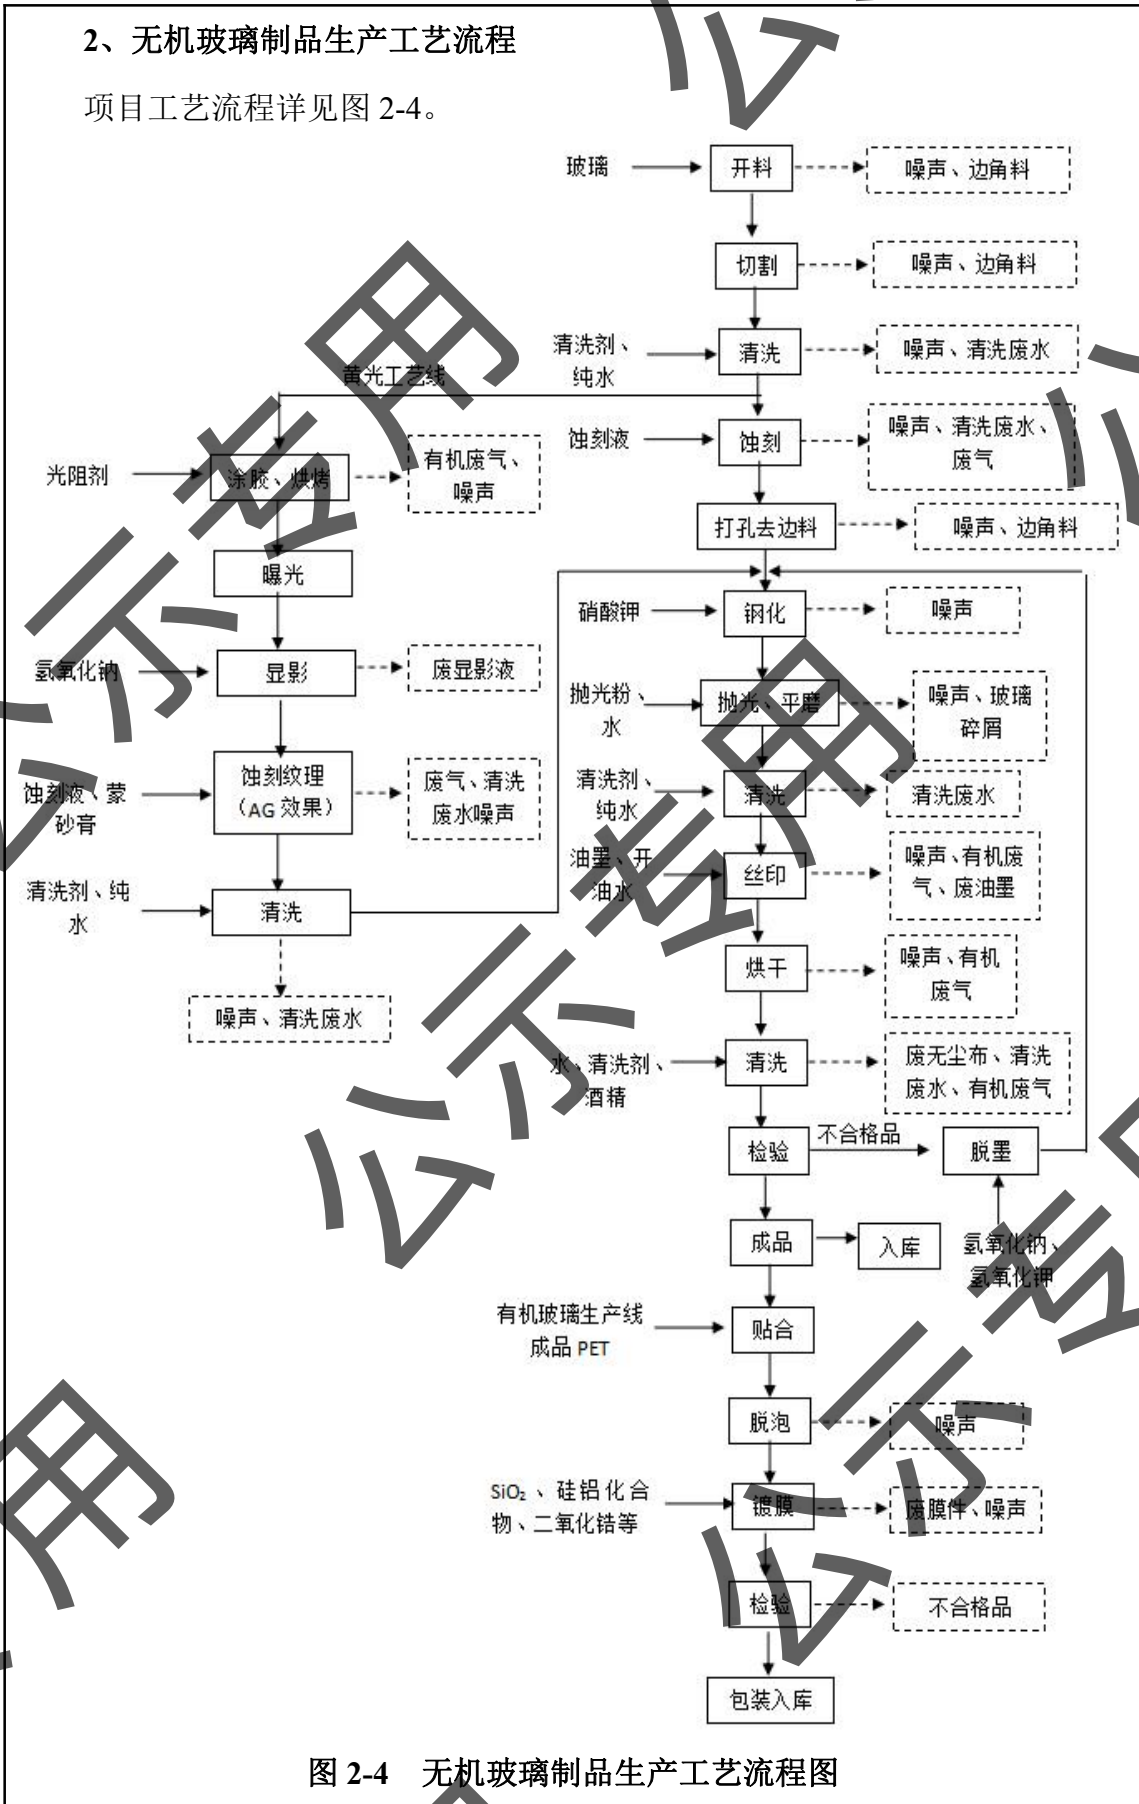 2、无机玻璃制品生产工艺流程
项目工艺流程详见图 2-4。
玻璃
开料
噪声、边角料
切割
噪声、边角料
清洗剂、
纯水
清洗
噪声、清洗废水
黄光工艺线
蚀刻液
蚀刻
噪声、清洗废水、
废气
打孔去边料
噪声、边角料
光阻剂
涂胶、烘烤
有机废气、
噪声
曝光
氢氧化钠
显影
废显影液
蚀刻液、蒙
砂膏
蚀刻纹理
（AG 效果）
废气、清洗
废水噪声
清洗剂、纯
水
清洗
噪声、清洗废水
硝酸钾
钢化
噪声
抛光粉、
水
抛光、平磨
噪声、玻璃
碎屑
清洗剂、
纯水
清洗
清洗废水
油墨、开
油水
丝印
噪声、有机废
气、废油墨
烘干
噪声、有机
废气
水、清洗剂、
酒精
清洗
废无尘布、清洗
废水、有机废气
检验
不合格品
脱墨
氢氧化钠、
氢氧化钾
成品
入库
有机玻璃生产线
成品 PET
贴合
脱泡
噪声
SiO₂ 、硅铝化合
物、二氧化锆等
镀膜
废膜件、噪声
检验
不合格品
包装入库
图 2-4 无机玻璃制品生产工艺流程图
公示专用
公示专用
公示专用